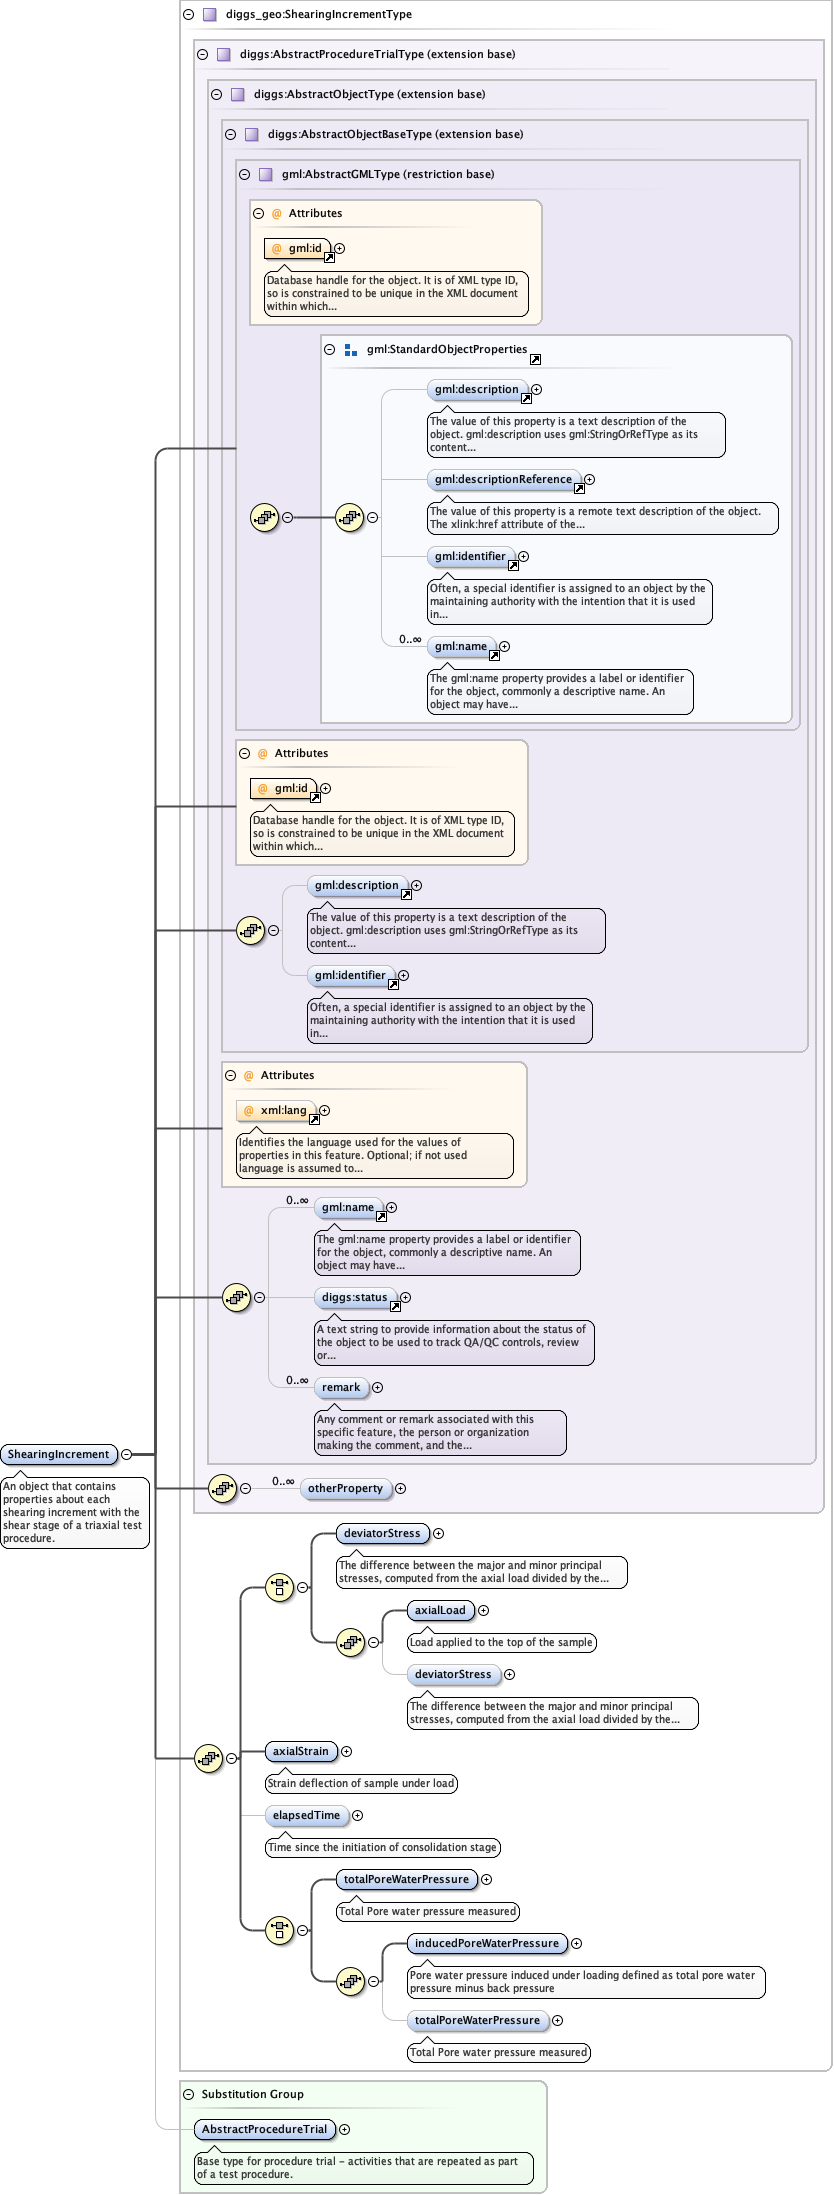 diggs_geo:ShearingIncrementType
diggs:AbstractProcedureTrialType (extension base)
diggs:AbstractObjectType (extension base)
diggs:AbstractObjectBaseType (extension base)
gml:AbstractGMLType (restriction base)
@ Attributes
@ gml:id
Database handle for the object. It is of XML type ID,
so is constrained to be unique in the XML document
within which...
gml:StandardObjectProperties
gml:description
The value of this property is a text description of the
object. gml:description uses gml:StringOrRefType as its
content...
gml:descriptionReference
The value of this property is a remote text description of the object.
The xlink:href attribute of the...
gml:identifier
Often, a special identifier is assigned to an object by the
maintaining authority with the intention that it is used
in...
0..∞
gml:name
The gml:name property provides a label or identifier
for the object, commonly a descriptive name. An
object may have...
@ Attributes
@ gml:id
Database handle for the object. It is of XML type ID,
so is constrained to be unique in the XML document
within which...
gml:description
The value of this property is a text description of the
object. gml:description uses gml:StringOrRefType as its
content...
gml:identifier
Often, a special identifier is assigned to an object by the
maintaining authority with the intention that it is used
in...
@ Attributes
@ xml:lang
Identifies the language used for the values of
properties in this feature. Optional; if not used
language is assumed to...
0..∞
gml:name
The gml:name property provides a label or identifier
for the object, commonly a descriptive name. An
object may have...
diggs:status
A text string to provide information about the status of
the object to be used to track QA/QC controls, review
or...
0..∞
remark
Any comment or remark associated with this
specific feature, the person or organization
making the comment, and the...
ShearingIncrement
An object that contains
properties about each
shearing increment with the
shear stage of a triaxial test
procedure.
0..∞
otherProperty
deviatorStress
The difference between the major and minor principal
stresses, computed from the axial load divided by the...
axialLoad
Load applied to the top of the sample
deviatorStress
The difference between the major and minor principal
stresses, computed from the axial load divided by the...
axialStrain
Strain deflection of sample under load
elapsedTime
Time since the initiation of consolidation stage
totalPoreWaterPressure
Total Pore water pressure measured
inducedPoreWaterPressure
Pore water pressure induced under loading defined as total pore water
pressure minus back pressure
totalPoreWaterPressure
Total Pore water pressure measured
Substitution Group
AbstractProcedureTrial
Base type for procedure trial - activities that are repeated as part
of a test procedure.